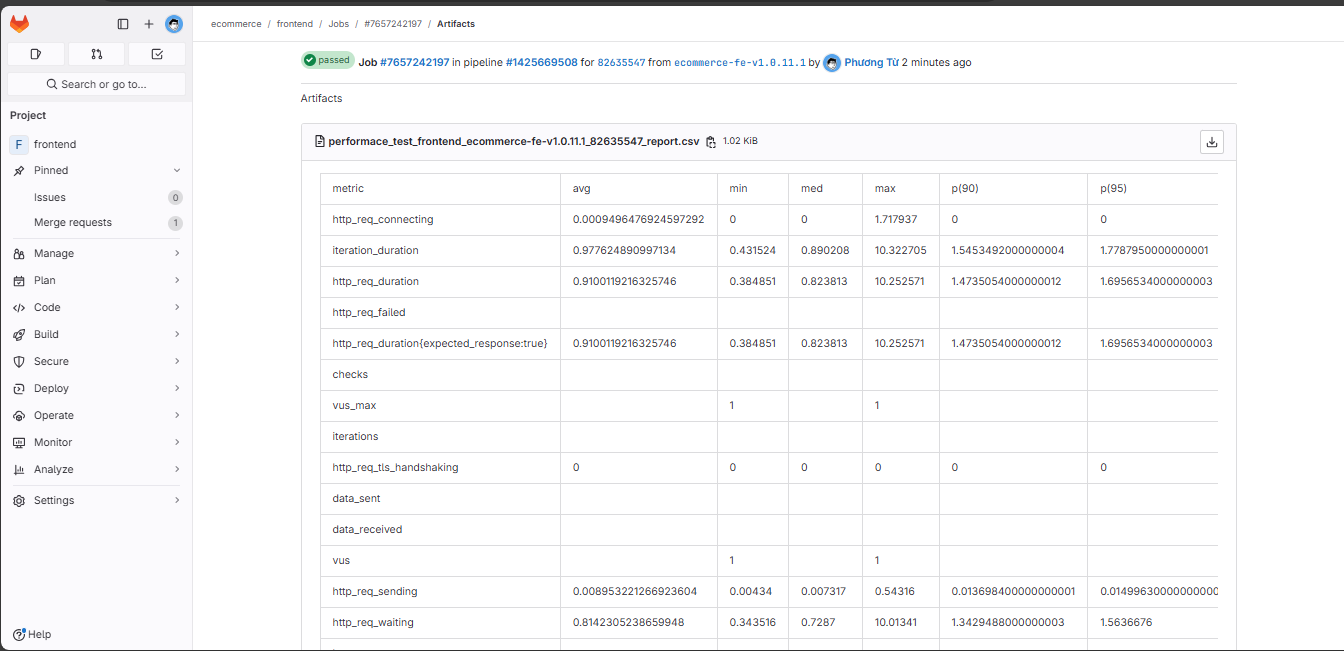 ecommerce / frontend / Jobs / #7657242197 / Artifacts
passed Job #7657242197 in pipeline #1425669508 for 82635547 from ecommerce-fe-v1.0.11.1 by Phương Từ 2 minutes ago
Search or go to...
Artifacts
Project
F frontend
Pinned
Issues 0
Merge requests 1
Manage
Plan
Code
Build
Secure
Deploy
Operate
Monitor
Analyze
Settings
Help
performace_test_frontend_ecommerce-fe-v1.0.11.1_82635547_report.csv 1.02 KiB
metric avg min med max p(90) p(95)
http_req_connecting 0.0009496476924597292 0 0 1.717937 0 0
iteration_duration 0.977624890997134 0.431524 0.890208 10.322705 1.5453492000000004 1.7787950000000001
http_req_duration 0.9100119216325746 0.384851 0.823813 10.252571 1.4735054000000012 1.6956534000000003
http_req_failed
http_req_duration{expected_response:true} 0.9100119216325746 0.384851 0.823813 10.252571 1.4735054000000012 1.6956534000000003
checks
vus_max 1 1
iterations
http_req_tls_handshaking 0 0 0 0 0 0
data_sent
data_received
vus 1 1
http_req_sending 0.008953221266923604 0.00434 0.007317 0.54316 0.013698400000000001 0.01499630000000000
http_req_waiting 0.8142305238659948 0.343516 0.7287 10.01341 1.3429488000000003 1.5636676